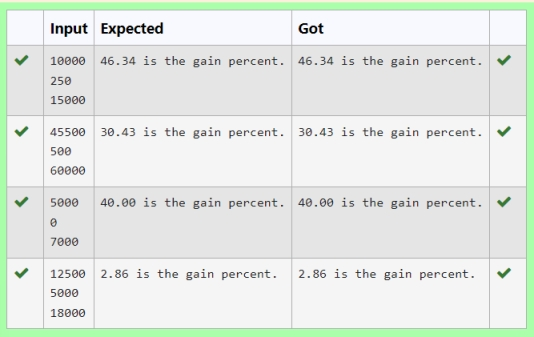 Input Expected Got
10000 46.34 is the gain percent. 46.34 is the gain percent.
250
15000
45500 30.43 is the gain percent. 30.43 is the gain percent.
500
60000
5000 40.00 is the gain percent. 40.00 is the gain percent.
0
7000
12500 2.86 is the gain percent. 2.86 is the gain percent.
5000
18000